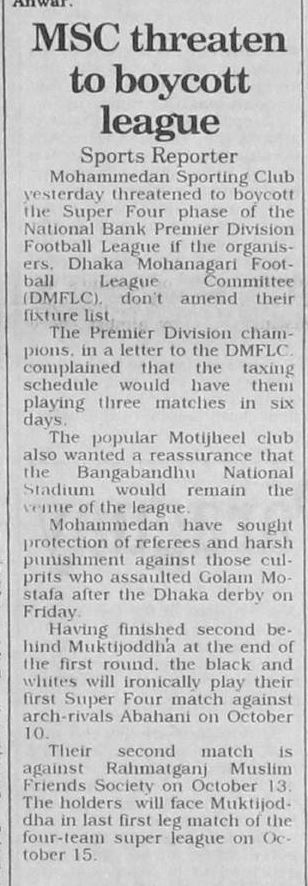 Anwar.
MSC threaten
to boycott
league
Sports Reporter
Mohammedan Sporting Club
yesterday threatened to boycott
the Super Four phase of the
National Bank Premier Division
Football League if the organis-
ers, Dhaka Mohanagari Foot-
ball League Committee
(DMFLC), don't amend their
fixture list.
The Premier Division cham-
pions, in a letter to the DMFLC,
complained that the taxing
schedule would have them
playing three matches in six
days.
The popular Motijheel club
also wanted a reassurance that
the Bangabandhu National
Stadium would remain the
venue of the league.
Mohammedan have sought
protection of referees and harsh
punishment against those cul-
prits who assaulted Golam Mo-
stafa after the Dhaka derby on
Friday.
Having finished second be-
hind Muktijoddha at the end of
the first round, the black and
whites will ironically play their
first Super Four match against
arch-rivals Abahani on October
10.
Their second match is
against Rahmatganj Muslim
Friends Society on October 13.
The holders will face Muktijod-
dha in last first leg match of the
four-team super league on Oc-
tober 15.